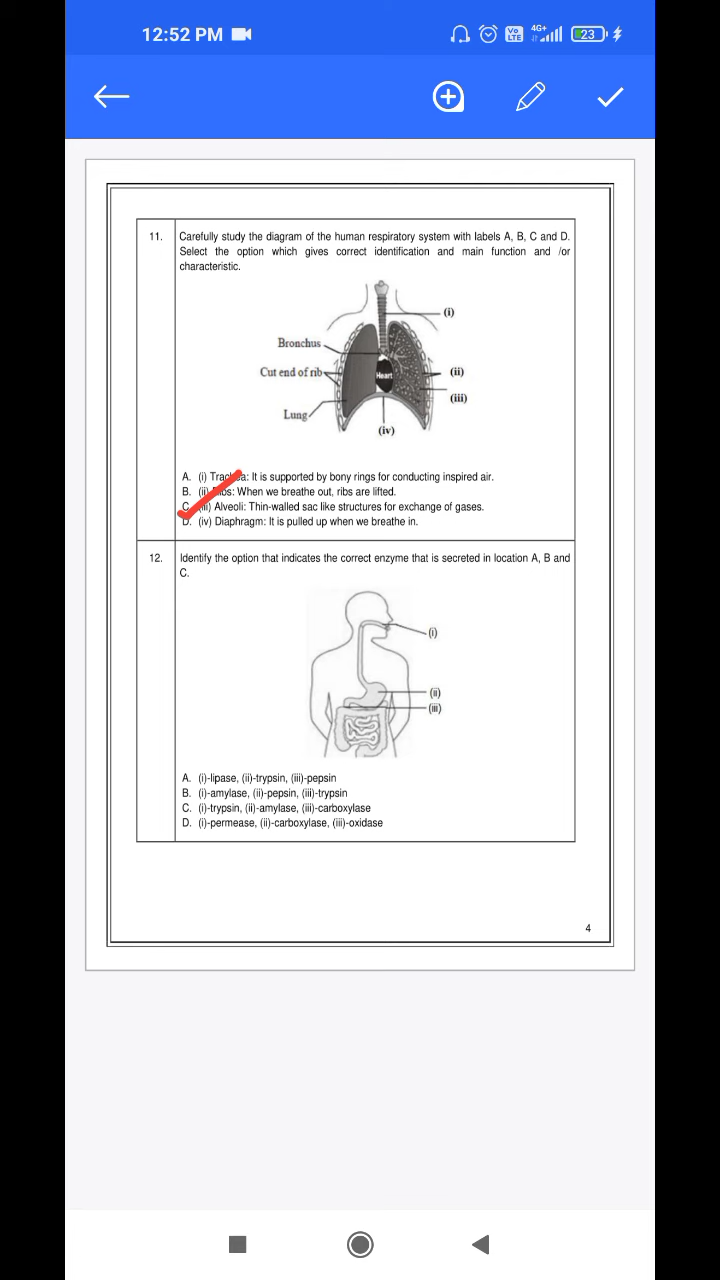 12:52 PM
Vo LTE 4G+ 23
11. Carefully study the diagram of the human respiratory system with labels A, B, C and D.
Select the option which gives correct identification and main function and /or
characteristic.
(i)
Bronchus
Cut end of rib
(ii)
Heart
(iii)
Lung
(iv)
A. (i) Trachea: It is supported by bony rings for conducting inspired air.
B. (ii) Ribs: When we breathe out, ribs are lifted.
C. (iii) Alveoli: Thin-walled sac like structures for exchange of gases.
D. (iv) Diaphragm: It is pulled up when we breathe in.
12. Identify the option that indicates the correct enzyme that is secreted in location A, B and
C.
(i)
(ii)
(iii)
A. (i)-lipase, (ii)-trypsin, (iii)-pepsin
B. (i)-amylase, (ii)-pepsin, (iii)-trypsin
C. (i)-trypsin, (ii)-amylase, (iii)-carboxylase
D. (i)-permease, (ii)-carboxylase, (iii)-oxidase
4